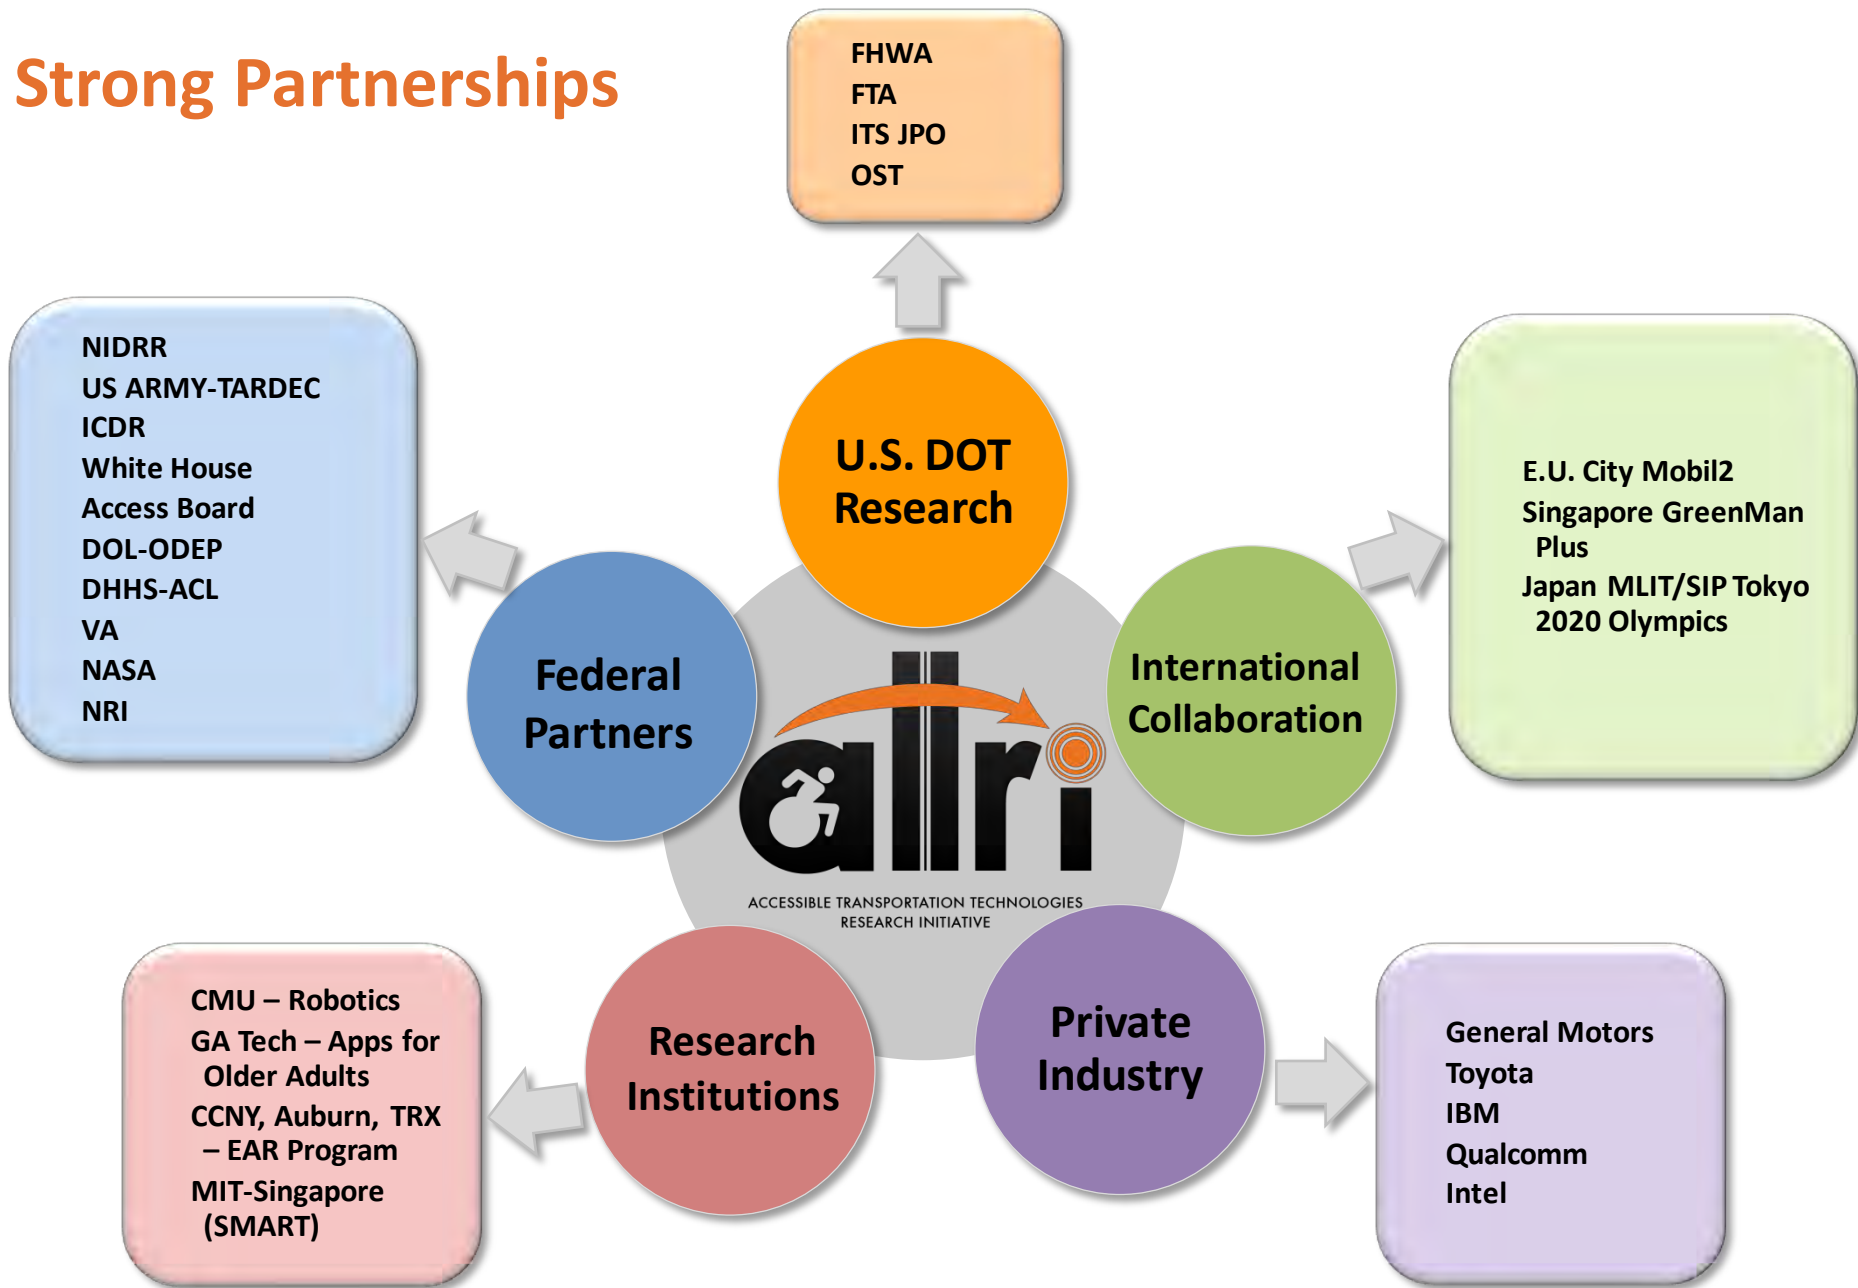 Strong Partnerships
FHWA
FTA
ITS JPO
OST
NIDRR
US ARMY-TARDEC
ICDR
White House
Access Board
DOL-ODEP
DHHS-ACL
VA
NASA
NRI
U.S. DOT
Research
E.U. City Mobil2
Singapore GreenMan
Plus
Japan MLIT/SIP Tokyo
2020 Olympics
Federal
Partners
International
Collaboration
attri
ACCESSIBLE TRANSPORTATION TECHNOLOGIES
RESEARCH INITIATIVE
CMU – Robotics
GA Tech – Apps for
Older Adults
CCNY, Auburn, TRX
– EAR Program
MIT-Singapore
(SMART)
Research
Institutions
Private
Industry
General Motors
Toyota
IBM
Qualcomm
Intel